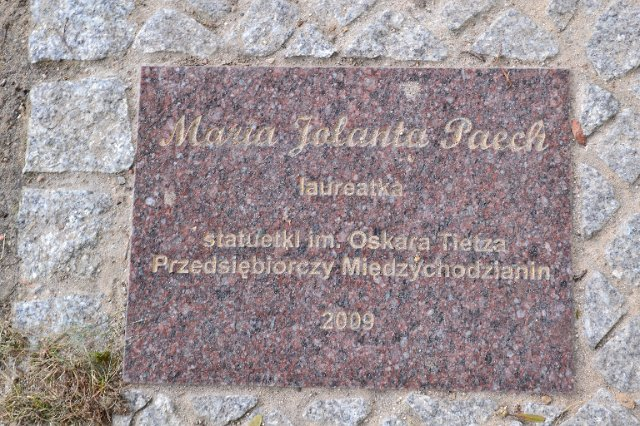 Maria Jolanta Paech
laureatka
statuetki im. Oskara Tietza
Przedsiębiorczy Międzychodzianin
2009